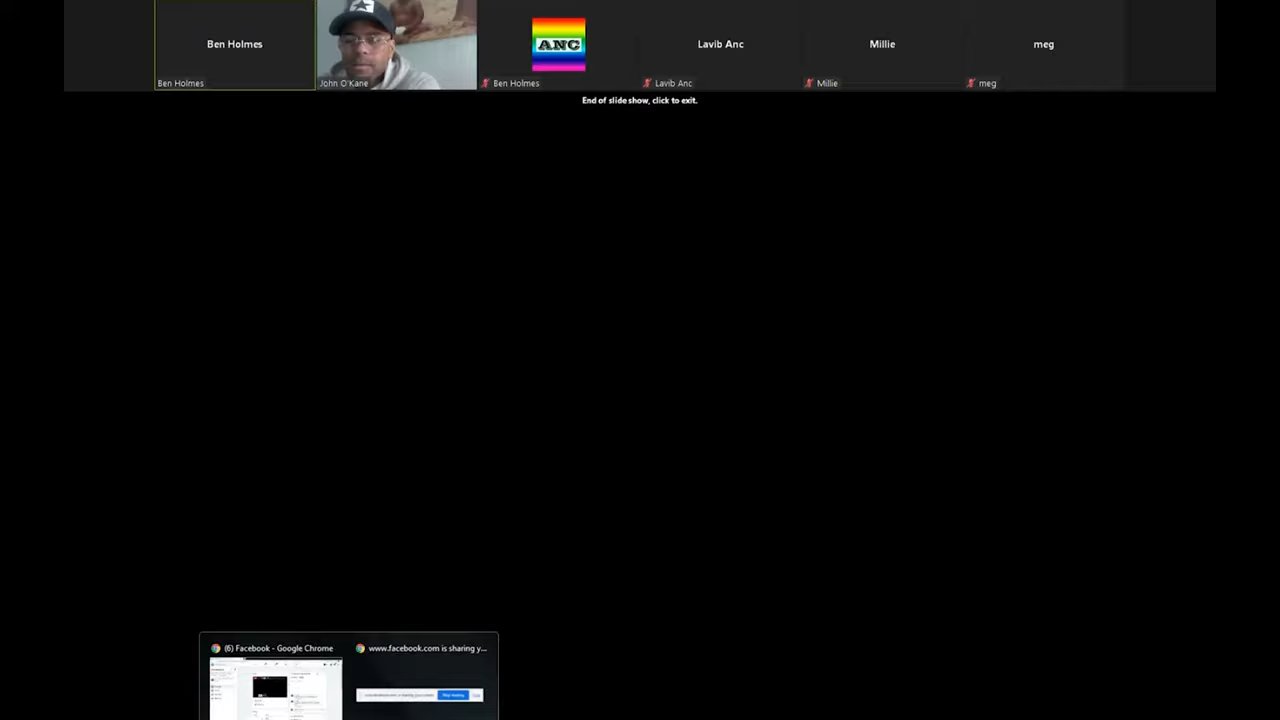 Ben Holmes
Lavib Anc
Millie
meg
ANC
Ben Holmes
John O'Kane
Ben Holmes
Lavib Anc
Millie
meg
End of slide show, click to exit.
(6) Facebook - Google Chrome
www.facebook.com is sharing y...